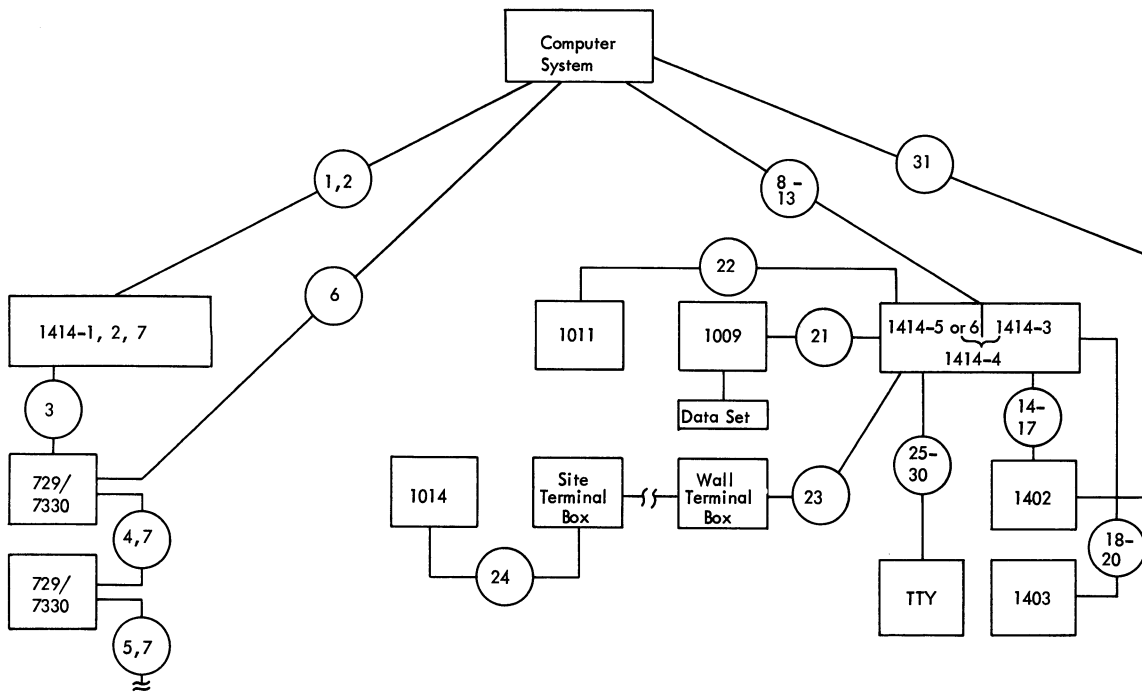 Computer
System
1,2
8 -
13
31
6
22
1414-1, 2, 7
1011
1009
21
1414-5 or 6
1414-3
1414-4
3
Data Set
14-
17
729/
7330
1014
Site
Terminal
Box
Wall
Terminal
Box
23
25-
30
1402
4,7
18-
20
729/
7330
24
TTY
1403
5,7